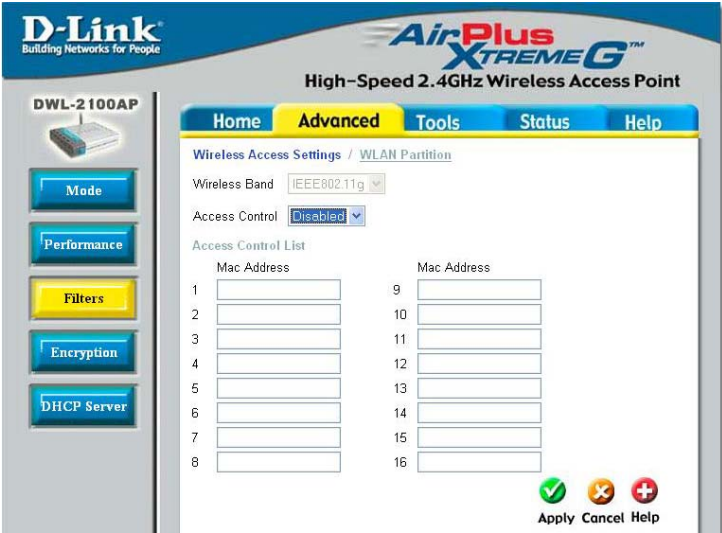 D-Link
Building Networks for People
AirPlus
XTREME G™
High-Speed 2.4GHz Wireless Access Point
DWL-2100AP
Home Advanced Tools Status Help
Mode
Performance
Filters
Encryption
DHCP Server
Wireless Access Settings / WLAN Partition
Wireless Band IEEE802.11g
Access Control Disabled
Access Control List
Mac Address Mac Address
1 9
2 10
3 11
4 12
5 13
6 14
7 15
8 16
Apply Cancel Help